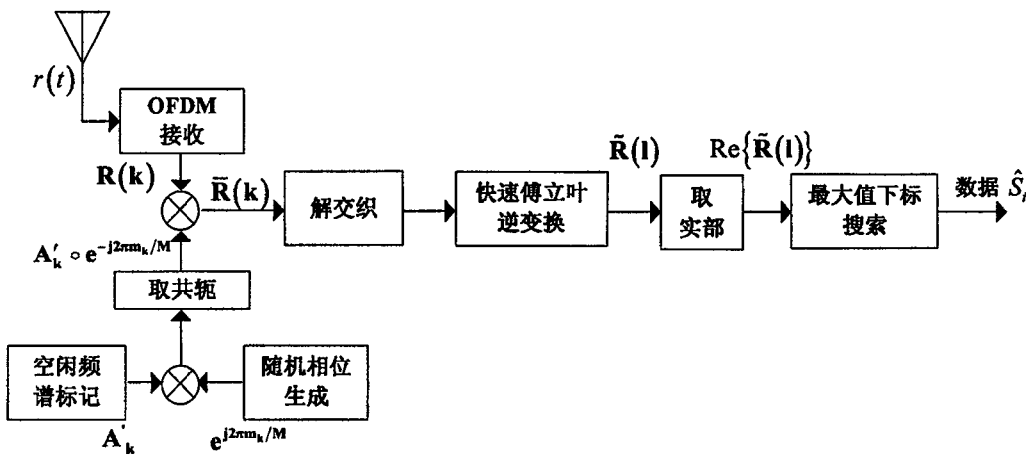 r(t)
OFDM
接收
R(k)
R̄(k)
解交织
快速傅立叶
逆变换
R̃(l)
取
实部
Re{R̃(l)}
最大值下标
搜索
数据 Ŝ
A′ₖ ∘ e^{-j2πmₖ/M}
取共轭
空闲频
谱标记
A′ₖ
随机相位
生成
e^{j2πmₖ/M}